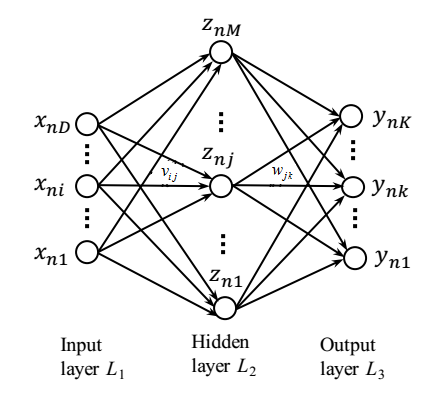 z_{nM}
x_{nD}
y_{nK}
z_{nj}
v_{ij}
w_{jk}
x_{ni}
y_{nk}
x_{n1}
y_{n1}
z_{n1}
Input
layer L_1
Hidden
layer L_2
Output
layer L_3